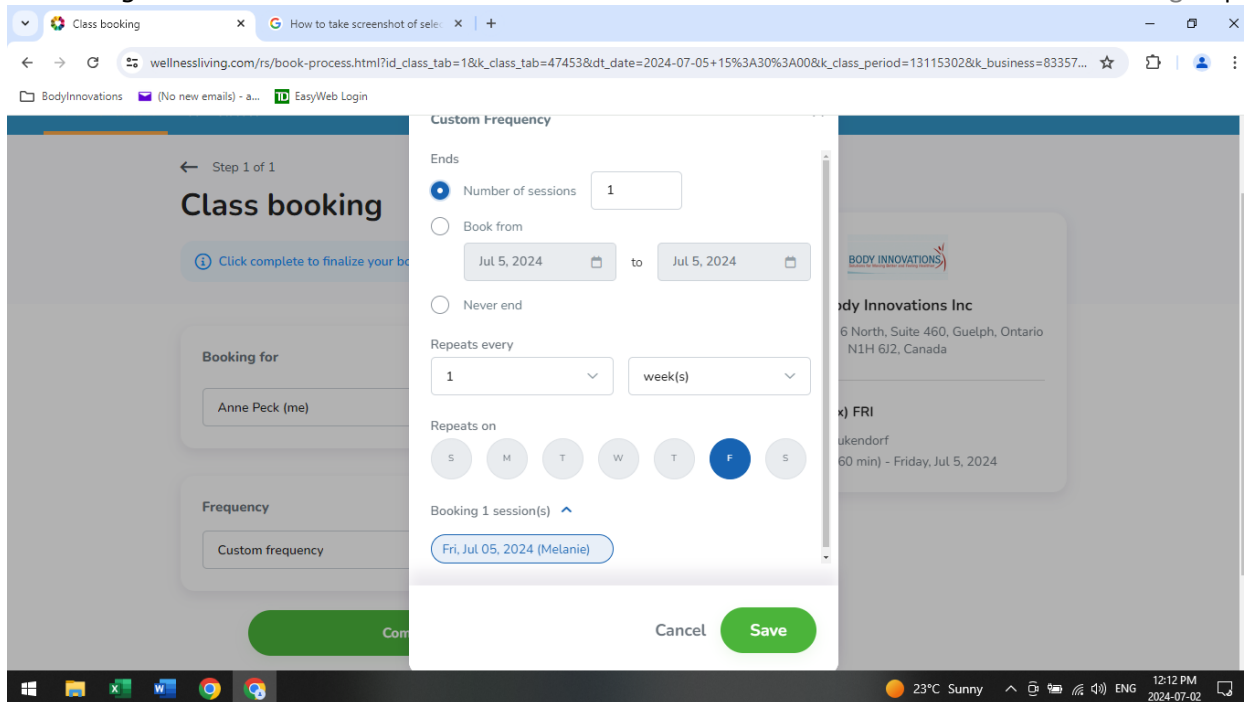 Class booking
How to take screenshot of selec
wellnessliving.com/rs/book-process.html?id_class_tab=1&k_class_tab=47453&dt_date=2024-07-05+15%3A30%3A00&k_class_period=13115302&k_business=83357...
BodyInnovations
(No new emails) - a...
EasyWeb Login
Custom Frequency
Step 1 of 1
Class booking
Click complete to finalize your bo
Booking for
Anne Peck (me)
Frequency
Custom frequency
Com
Ends
Number of sessions 1
Book from
Jul 5, 2024 to Jul 5, 2024
Never end
Repeats every
1 week(s)
Repeats on
S M T W T F S
Booking 1 session(s)
Fri, Jul 05, 2024 (Melanie)
Cancel Save
BODY INNOVATIONS
ody Innovations Inc
6 North, Suite 460, Guelph, Ontario
N1H 6J2, Canada
x) FRI
ukendorf
60 min) - Friday, Jul 5, 2024
23°C Sunny
ENG
12:12 PM
2024-07-02